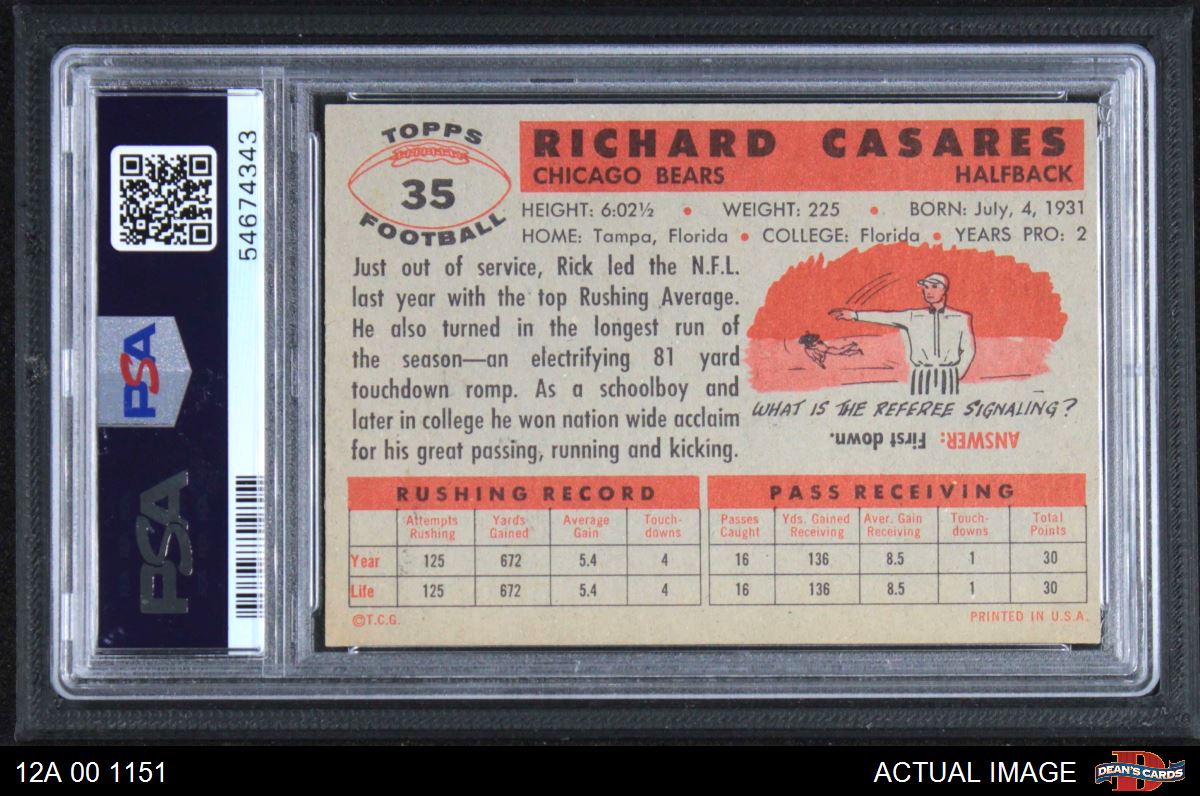 PSA
PSA
54674343
TOPPS
35
FOOTBALL
RICHARD CASARES
CHICAGO BEARS HALFBACK
HEIGHT: 6:02½ • WEIGHT: 225 • BORN: July, 4, 1931
HOME: Tampa, Florida • COLLEGE: Florida • YEARS PRO: 2
Just out of service, Rick led the N.F.L.
last year with the top Rushing Average.
He also turned in the longest run of
the season—an electrifying 81 yard
touchdown romp. As a schoolboy and
later in college he won nation wide acclaim
for his great passing, running and kicking.
WHAT IS THE REFEREE SIGNALING?
ANSWER: First down.
RUSHING RECORD
Attempts Rushing Yards Gained Average Gain Touch-downs
Year 125 672 5.4 4
Life 125 672 5.4 4
PASS RECEIVING
Passes Caught Yds. Gained Receiving Aver. Gain Receiving Touch-downs Total Points
16 136 8.5 1 30
16 136 8.5 1 30
©T.C.G. PRINTED IN U.S.A.
12A 00 1151 ACTUAL IMAGE
D
DEAN'S CARDS